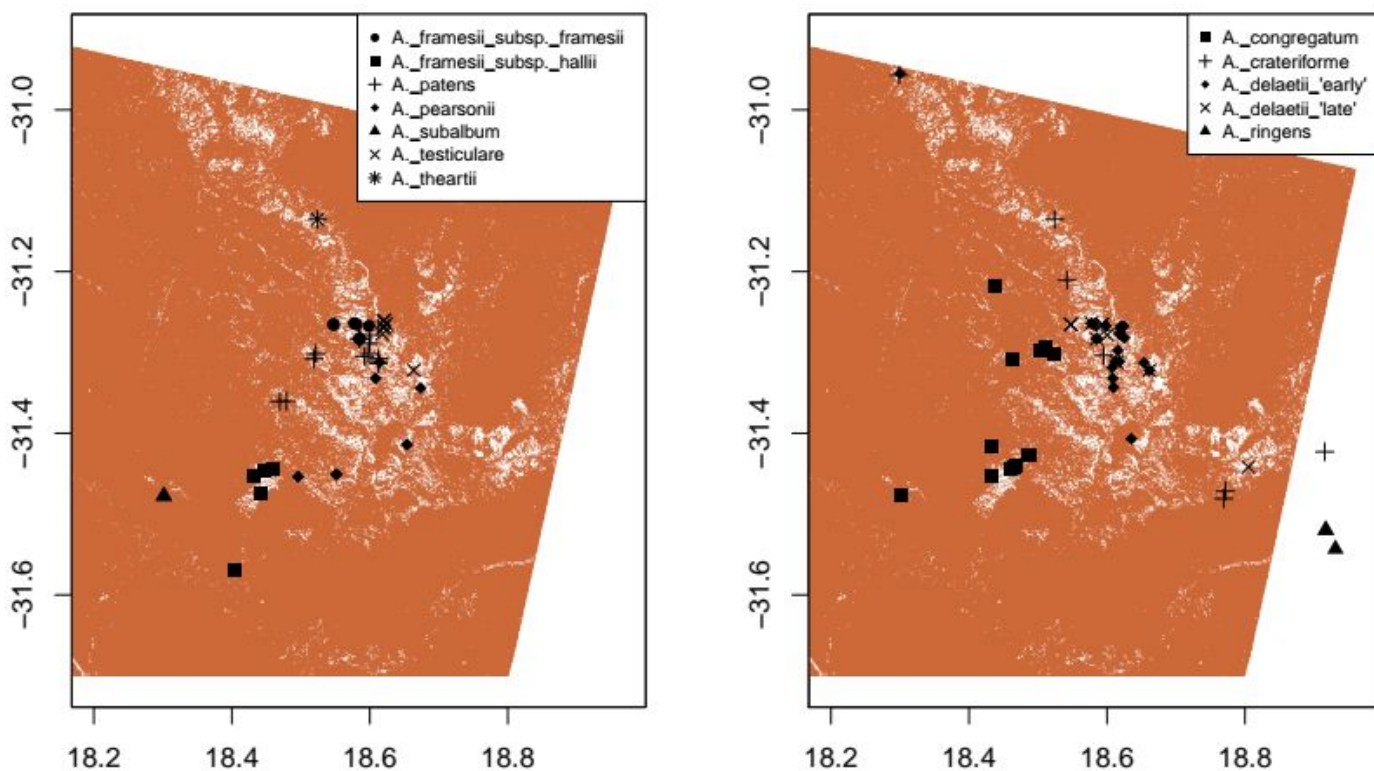 A._framesii_subsp._framesii
A._framesii_subsp._hallii
A._patens
A._pearsonii
A._subalbum
A._testiculare
A._theartii
−31.0
−31.2
−31.4
−31.6
18.2 18.4 18.6 18.8
A._congregatum
A._crateriforme
A._delaetii_'early'
A._delaetii_'late'
A._ringens
−31.0
−31.2
−31.4
−31.6
18.2 18.4 18.6 18.8